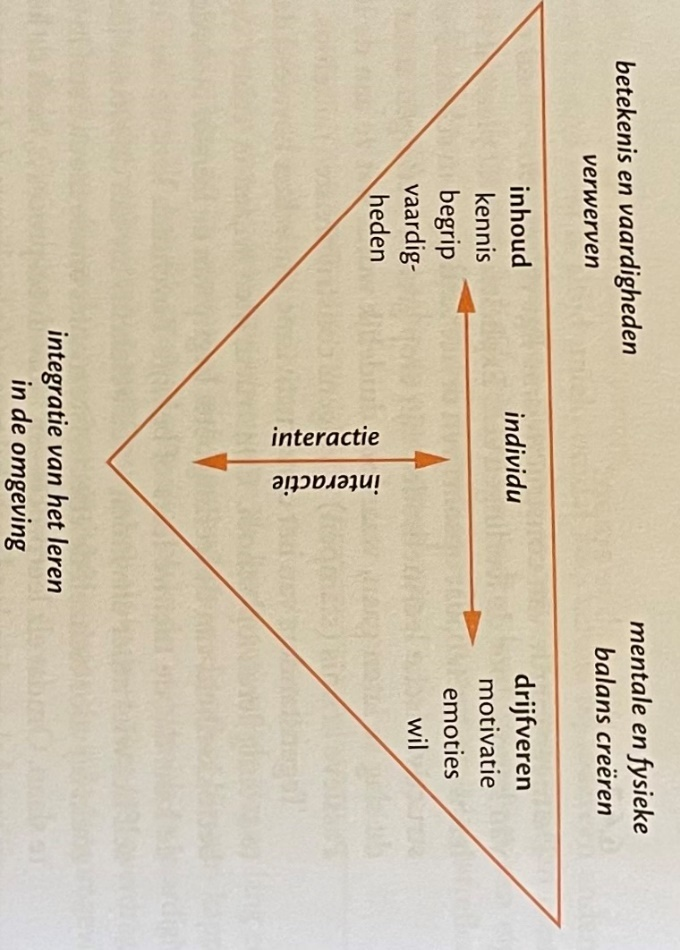 betekenis en vaardigheden
verwerven
mentale en fysieke
balans creëren
inhoud
kennis
begrip
vaardig-
heden
individu
drijfveren
motivatie
emoties
wil
interactie
interactie
integratie van het leren
in de omgeving